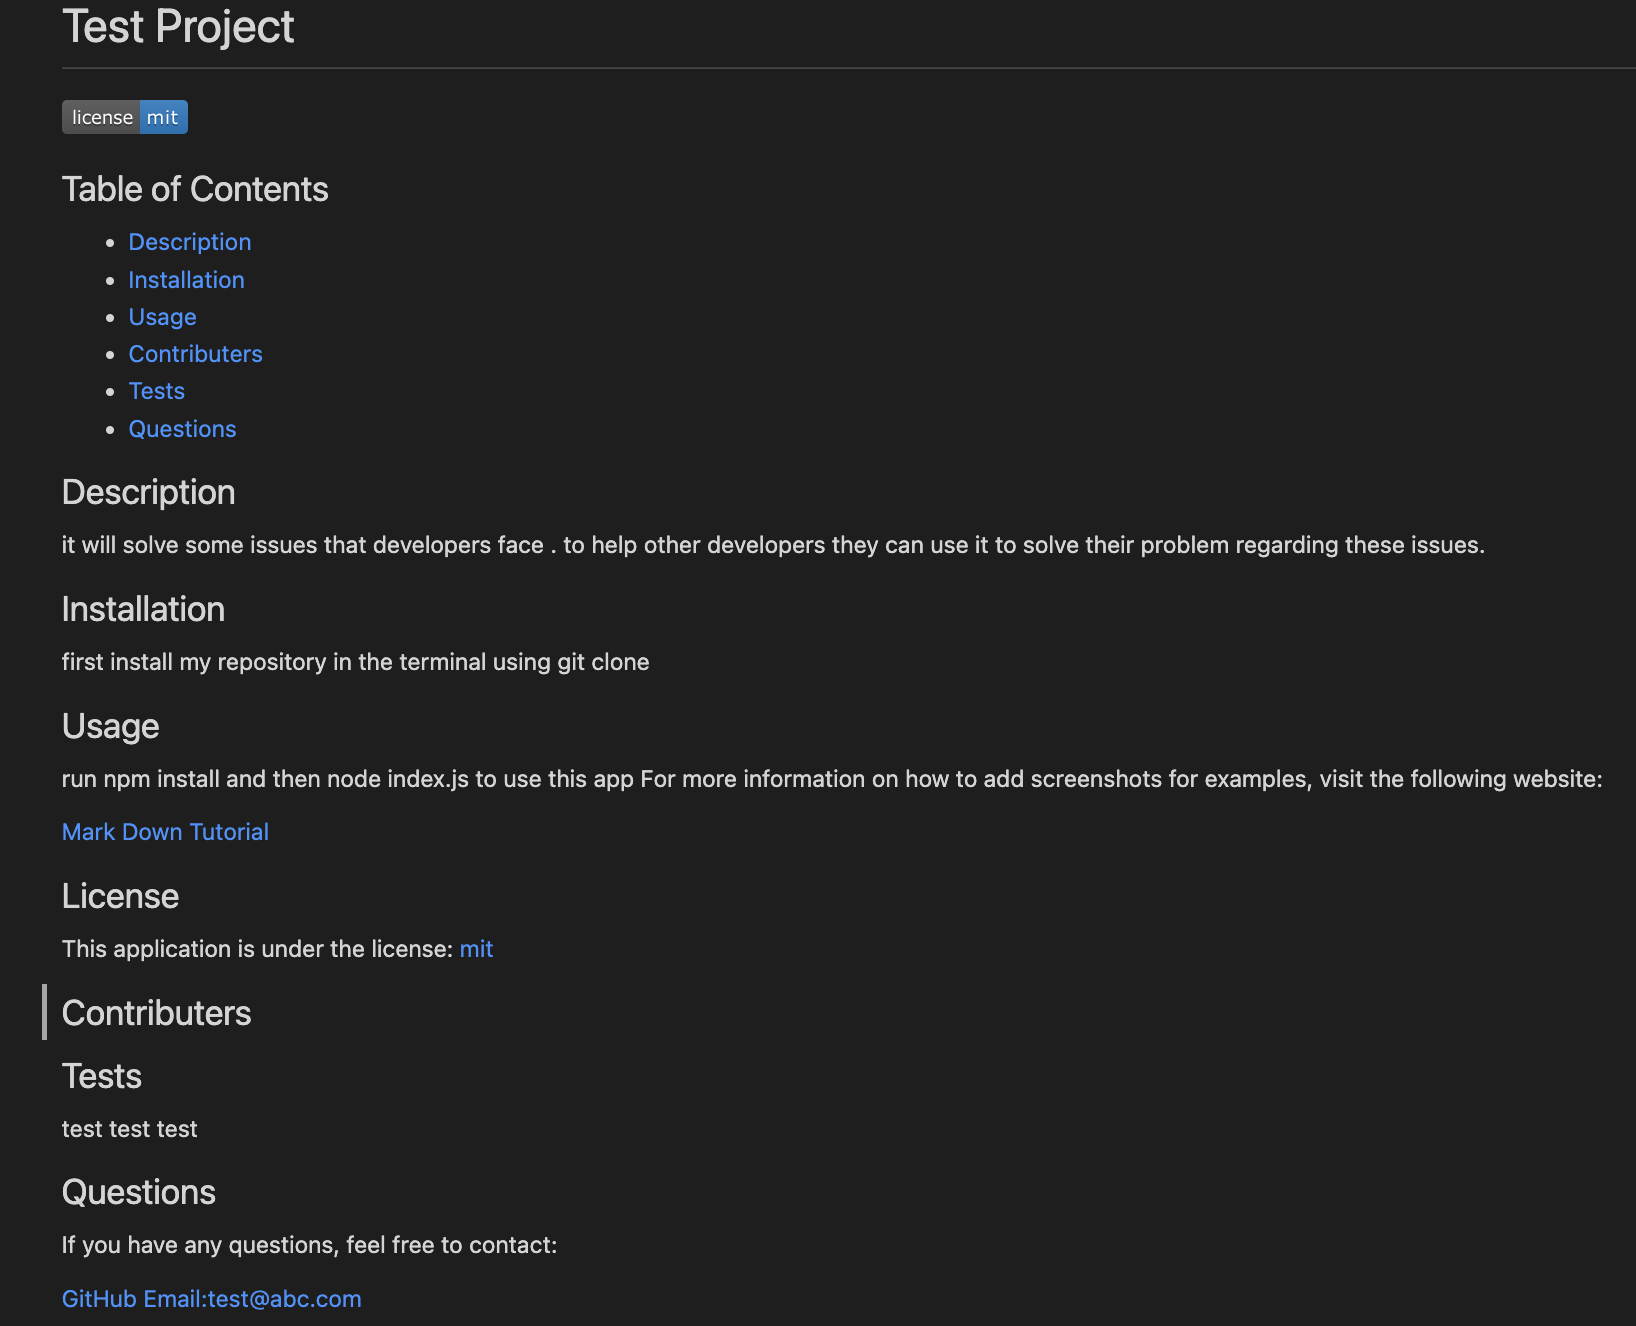 Test Project
license mit
Table of Contents
Description
Installation
Usage
Contributers
Tests
Questions
Description
it will solve some issues that developers face . to help other developers they can use it to solve their problem regarding these issues.
Installation
first install my repository in the terminal using git clone
Usage
run npm install and then node index.js to use this app For more information on how to add screenshots for examples, visit the following website:
Mark Down Tutorial
License
This application is under the license: mit
Contributers
Tests
test test test
Questions
If you have any questions, feel free to contact:
GitHub Email:test@abc.com